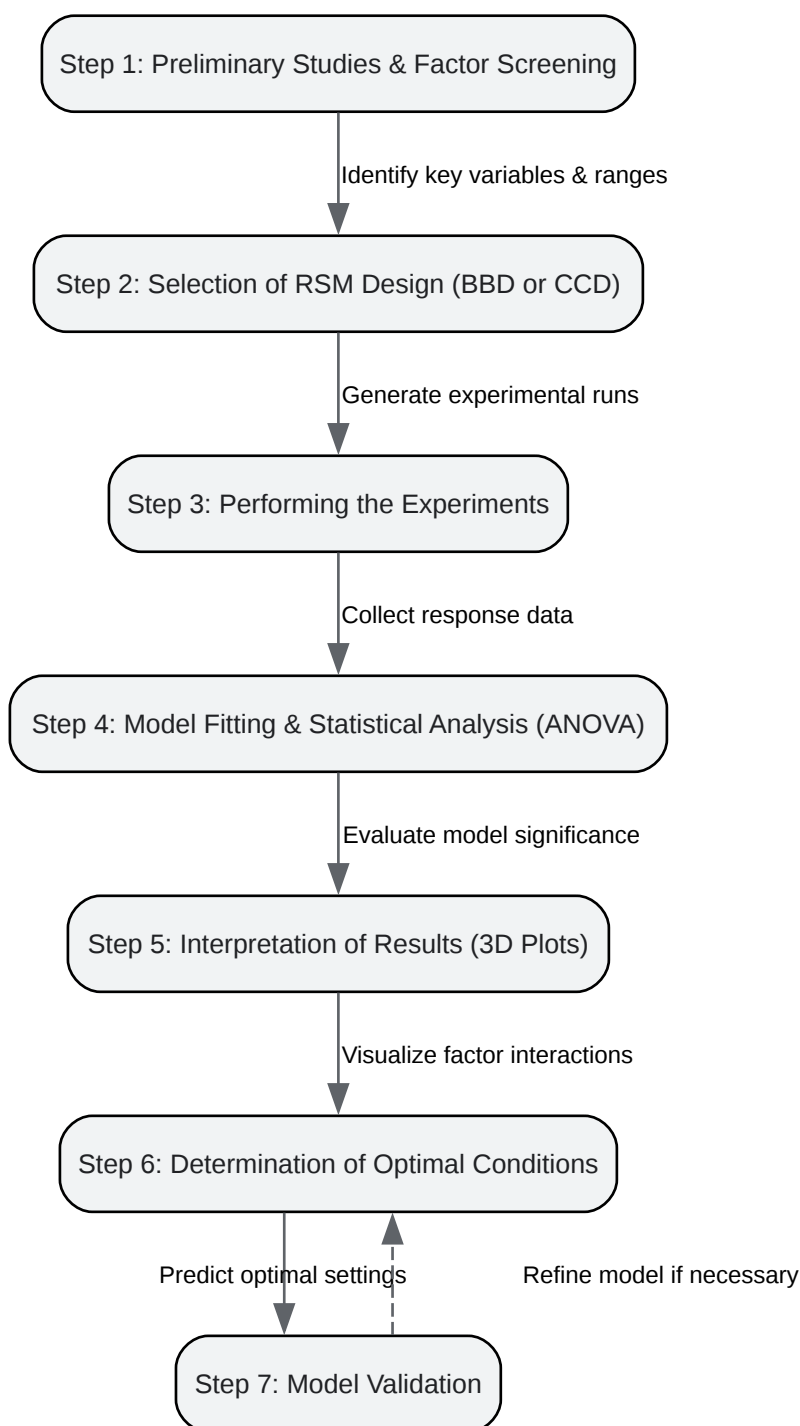 Step 1: Preliminary Studies & Factor Screening
Identify key variables & ranges
Step 2: Selection of RSM Design (BBD or CCD)
Generate experimental runs
Step 3: Performing the Experiments
Collect response data
Step 4: Model Fitting & Statistical Analysis (ANOVA)
Evaluate model significance
Step 5: Interpretation of Results (3D Plots)
Visualize factor interactions
Step 6: Determination of Optimal Conditions
Predict optimal settings
Refine model if necessary
Step 7: Model Validation